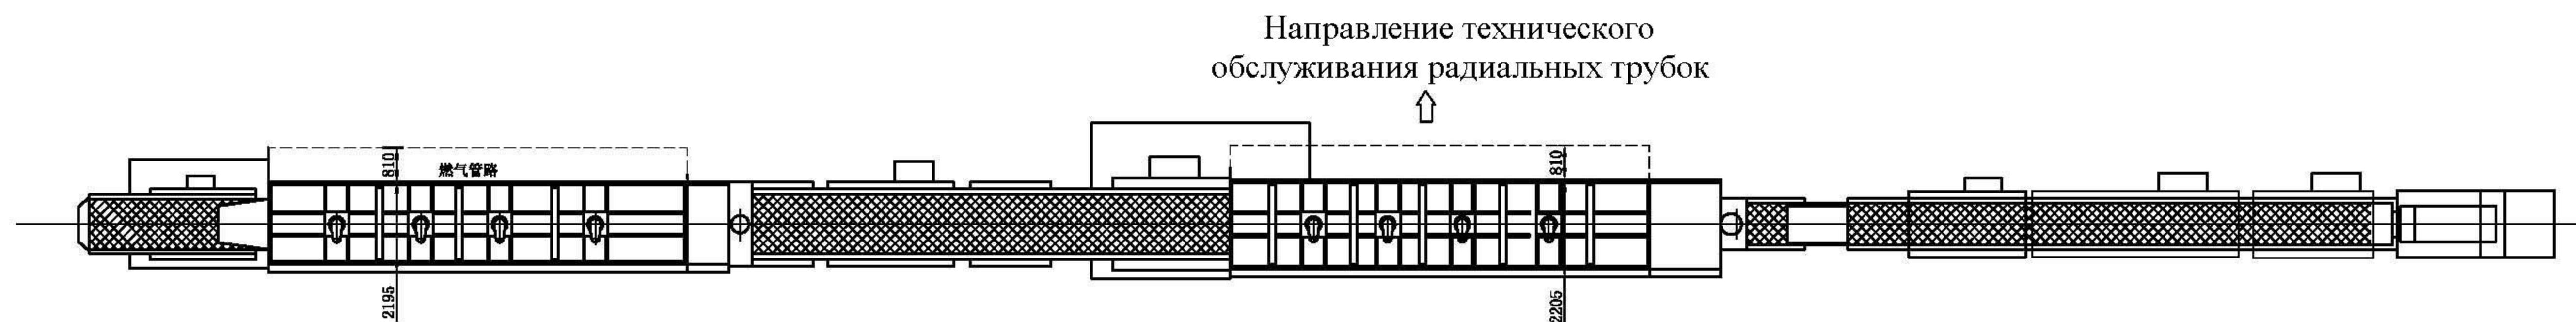 Направление технического
обслуживания радиальных трубок
810
燃气管路
810
2195
2205